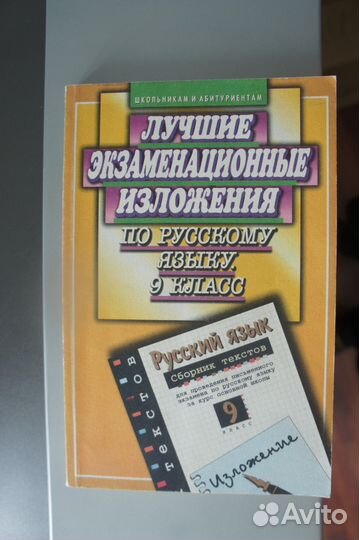 ШКОЛЬНИКАМ И АБИТУРИЕНТАМ
ЛУЧШИЕ
ЭКЗАМЕНАЦИОННЫЕ
ИЗЛОЖЕНИЯ
ПО РУССКОМУ
ЯЗЫКУ
9 КЛАСС
Русский язык
Сборник текстов
для проведения письменного
экзамена по русскому языку
за курс основной школы
9
КЛАСС
текстов
Изложение
Avito